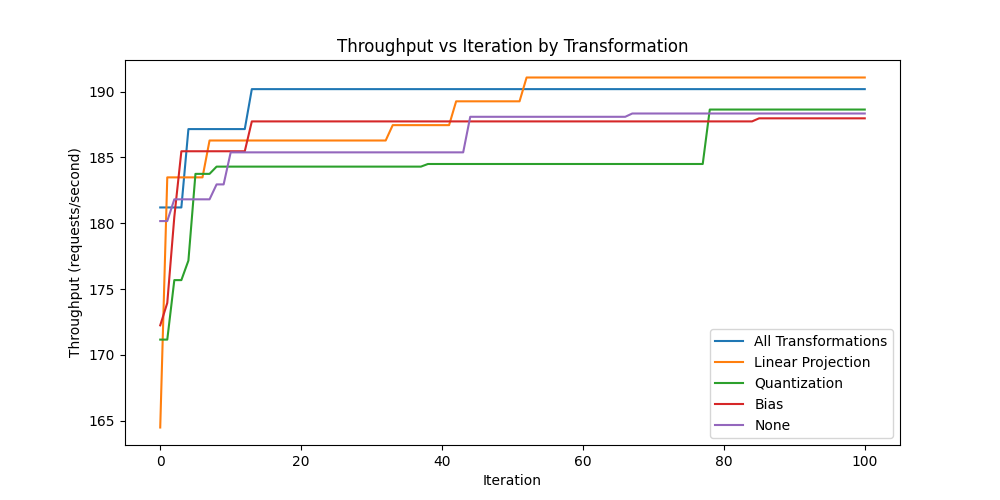 Throughput vs Iteration by Transformation
Throughput (requests/second)
190
185
180
175
170
165
0 20 40 60 80 100
Iteration
All Transformations
Linear Projection
Quantization
Bias
None